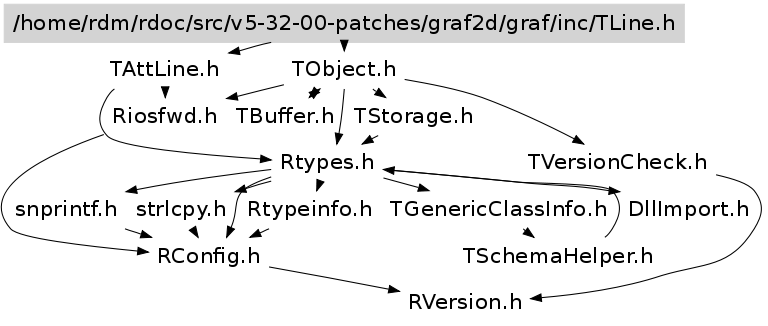 /home/rdm/rdoc/src/v5-32-00-patches/graf2d/graf/inc/TLine.h
TAttLine.h TObject.h
Riosfwd.h TBuffer.h TStorage.h
Rtypes.h TVersionCheck.h
snprintf.h strlcpy.h Rtypeinfo.h TGenericClassInfo.h DllImport.h
RConfig.h TSchemaHelper.h
RVersion.h